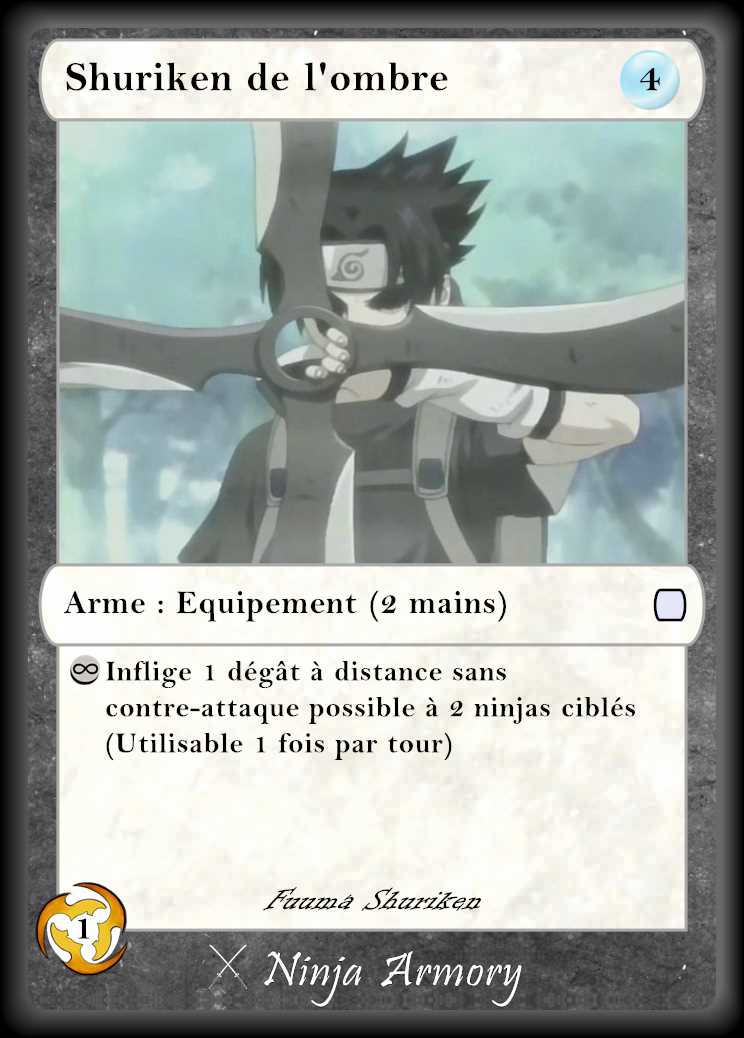 Shuriken de l'ombre
4
Arme : Equipement (2 mains)
∞ Inflige 1 dégât à distance sans
contre-attaque possible à 2 ninjas ciblés
(Utilisable 1 fois par tour)
Fuuma Shuriken
1
Ninja Armory